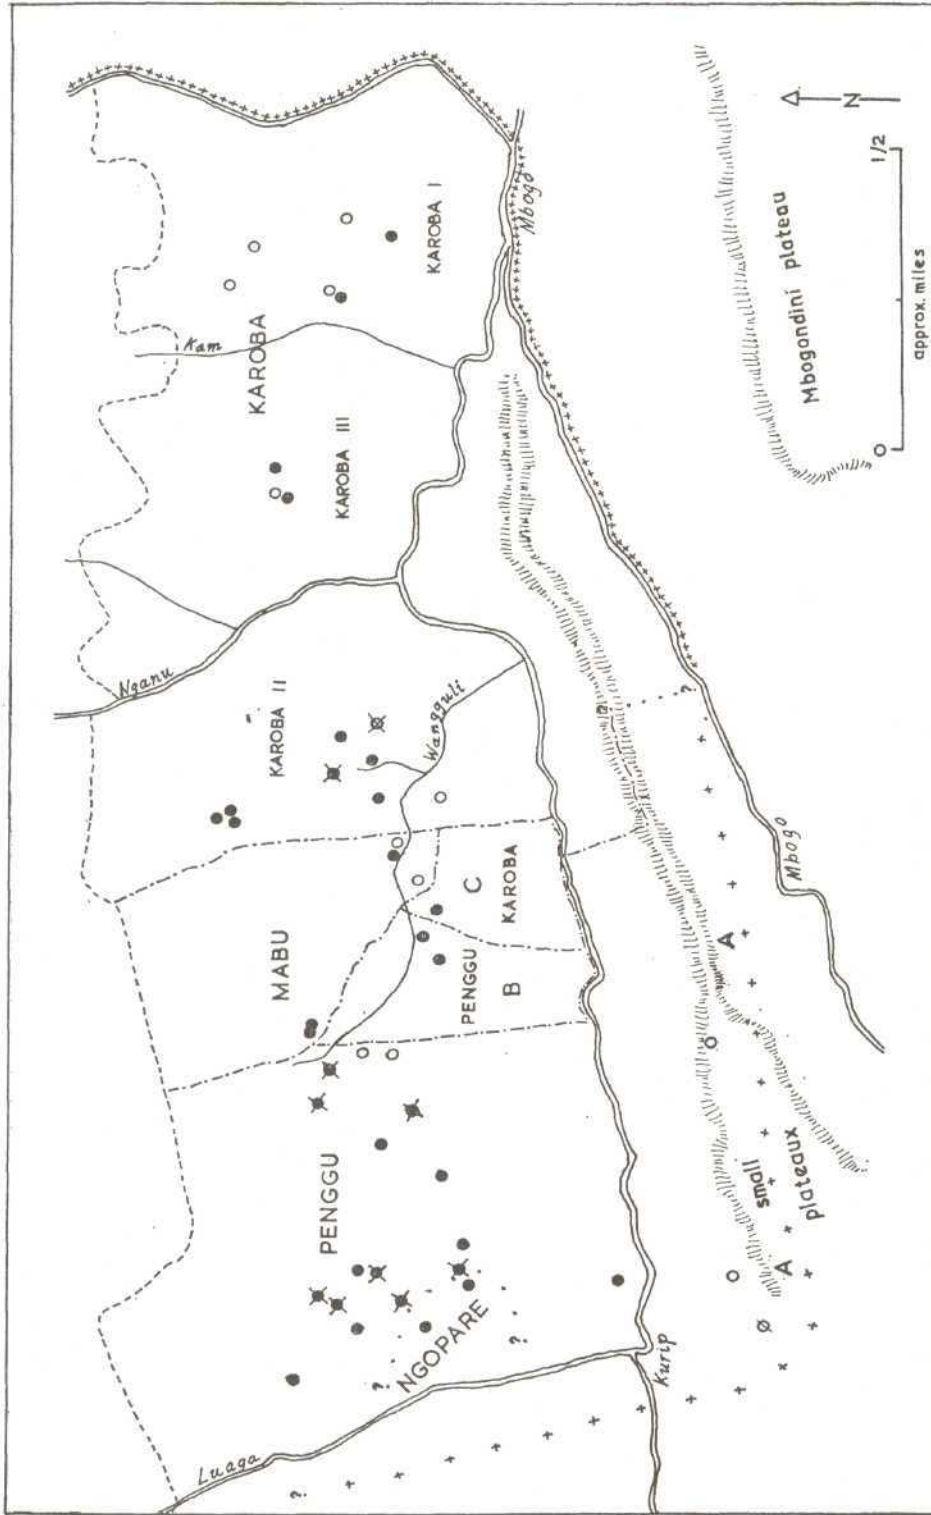 Luaga
NGOPARE
?
?
?
PENGGU
Kurip
A
small
plateaux
MABU
PENGGU
B
C
KAROBA
A
Mbogo
Wangguli
KAROBA II
Nganu
?
?
KAROBA III
KAROBA
Kam
KAROBA I
Mbogo
Mbogondini plateau
N
1/2
O
approx. miles